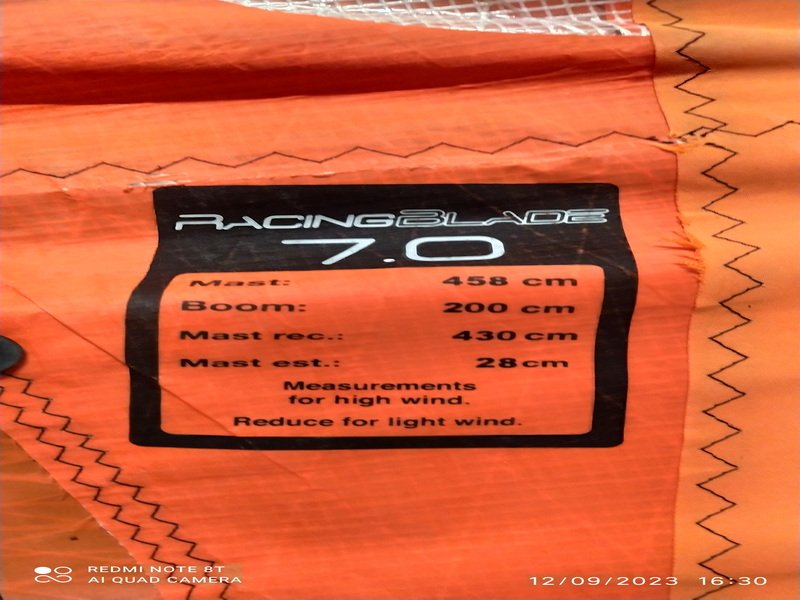 RACINGBLADE
7.0
Mast: 458 cm
Boom: 200 cm
Mast rec.: 430 cm
Mast est.: 28cm
Measurements
for high wind.
Reduce for light wind.
REDMI NOTE 8T
AI QUAD CAMERA
12/09/2023 16:30